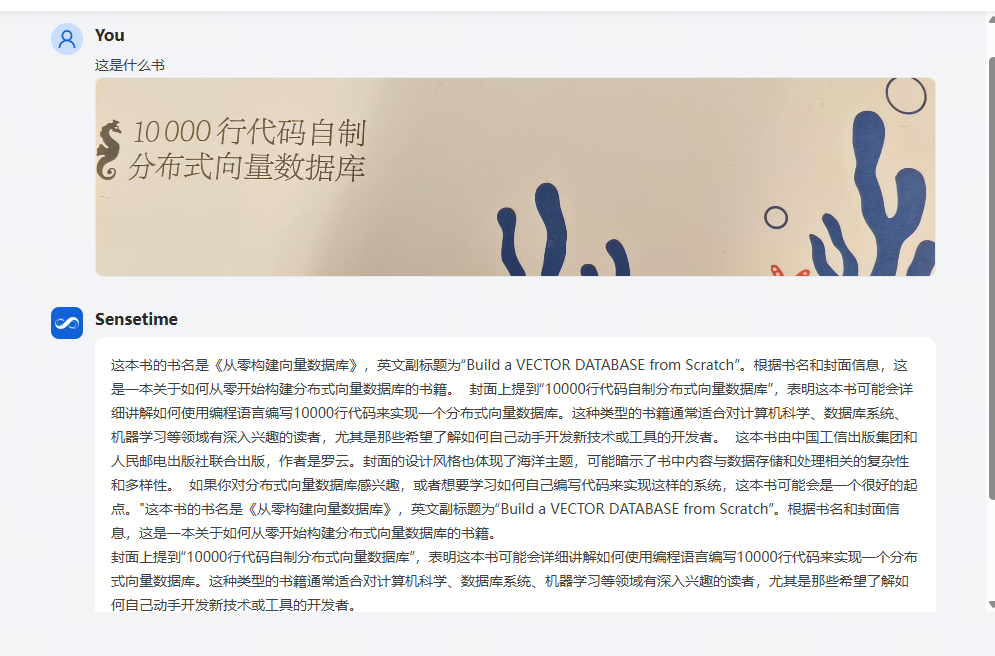 You
这是什么书
10000 行代码自制
分布式向量数据库
Sensetime
这本书的书名是《从零构建向量数据库》，英文副标题为“Build a VECTOR DATABASE from Scratch”。根据书名和封面信息，这
是一本关于如何从零开始构建分布式向量数据库的书籍。 封面上提到“10000行代码自制分布式向量数据库”，表明这本书可能会详
细讲解如何使用编程语言编写10000行代码来实现一个分布式向量数据库。这种类型的书籍通常适合对计算机科学、数据库系统、
机器学习等领域有深入兴趣的读者，尤其是那些希望了解如何自己动手开发新技术或工具的开发者。 这本书由中国工信出版集团和
人民邮电出版社联合出版，作者是罗云。封面的设计风格也体现了海洋主题，可能暗示了书中内容与数据存储和处理相关的复杂性
和多样性。 如果你对分布式向量数据库感兴趣，或者想要学习如何自己编写代码来实现这样的系统，这本书可能会是一个很好的起
点。"这本书的书名是《从零构建向量数据库》，英文副标题为“Build a VECTOR DATABASE from Scratch”。根据书名和封面信
息，这是一本关于如何从零开始构建分布式向量数据库的书籍。
封面上提到“10000行代码自制分布式向量数据库”，表明这本书可能会详细讲解如何使用编程语言编写10000行代码来实现一个分布
式向量数据库。这种类型的书籍通常适合对计算机科学、数据库系统、机器学习等领域有深入兴趣的读者，尤其是那些希望了解如
何自己动手开发新技术或工具的开发者。